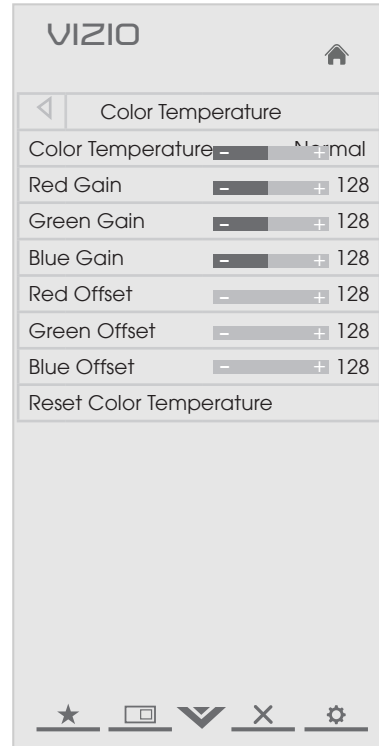 VIZIO
Color Temperature
Color Temperature - + Normal
Red Gain - + 128
Green Gain - + 128
Blue Gain - + 128
Red Offset - + 128
Green Offset - + 128
Blue Offset - + 128
Reset Color Temperature